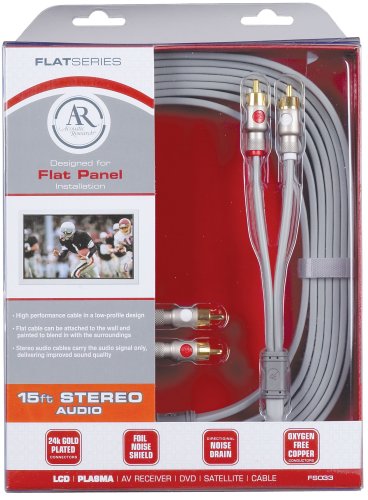 FLATSERIES
AR
Acoustic Research
Designed for
Flat Panel
Installation
• High performance cable in a low-profile design
• Flat cable can be attached to the wall and
painted to blend in with the surroundings
• Stereo audio cables carry the audio signal only,
delivering improved sound quality
15ft STEREO
AUDIO
24k GOLD
PLATED
CONNECTORS
FOIL
NOISE
SHIELD
DIRECTIONAL
NOISE
DRAIN
OXYGEN
FREE
COPPER
CONDUCTORS
LCD | PLASMA | AV RECEIVER | DVD | SATELLITE | CABLE
FS033